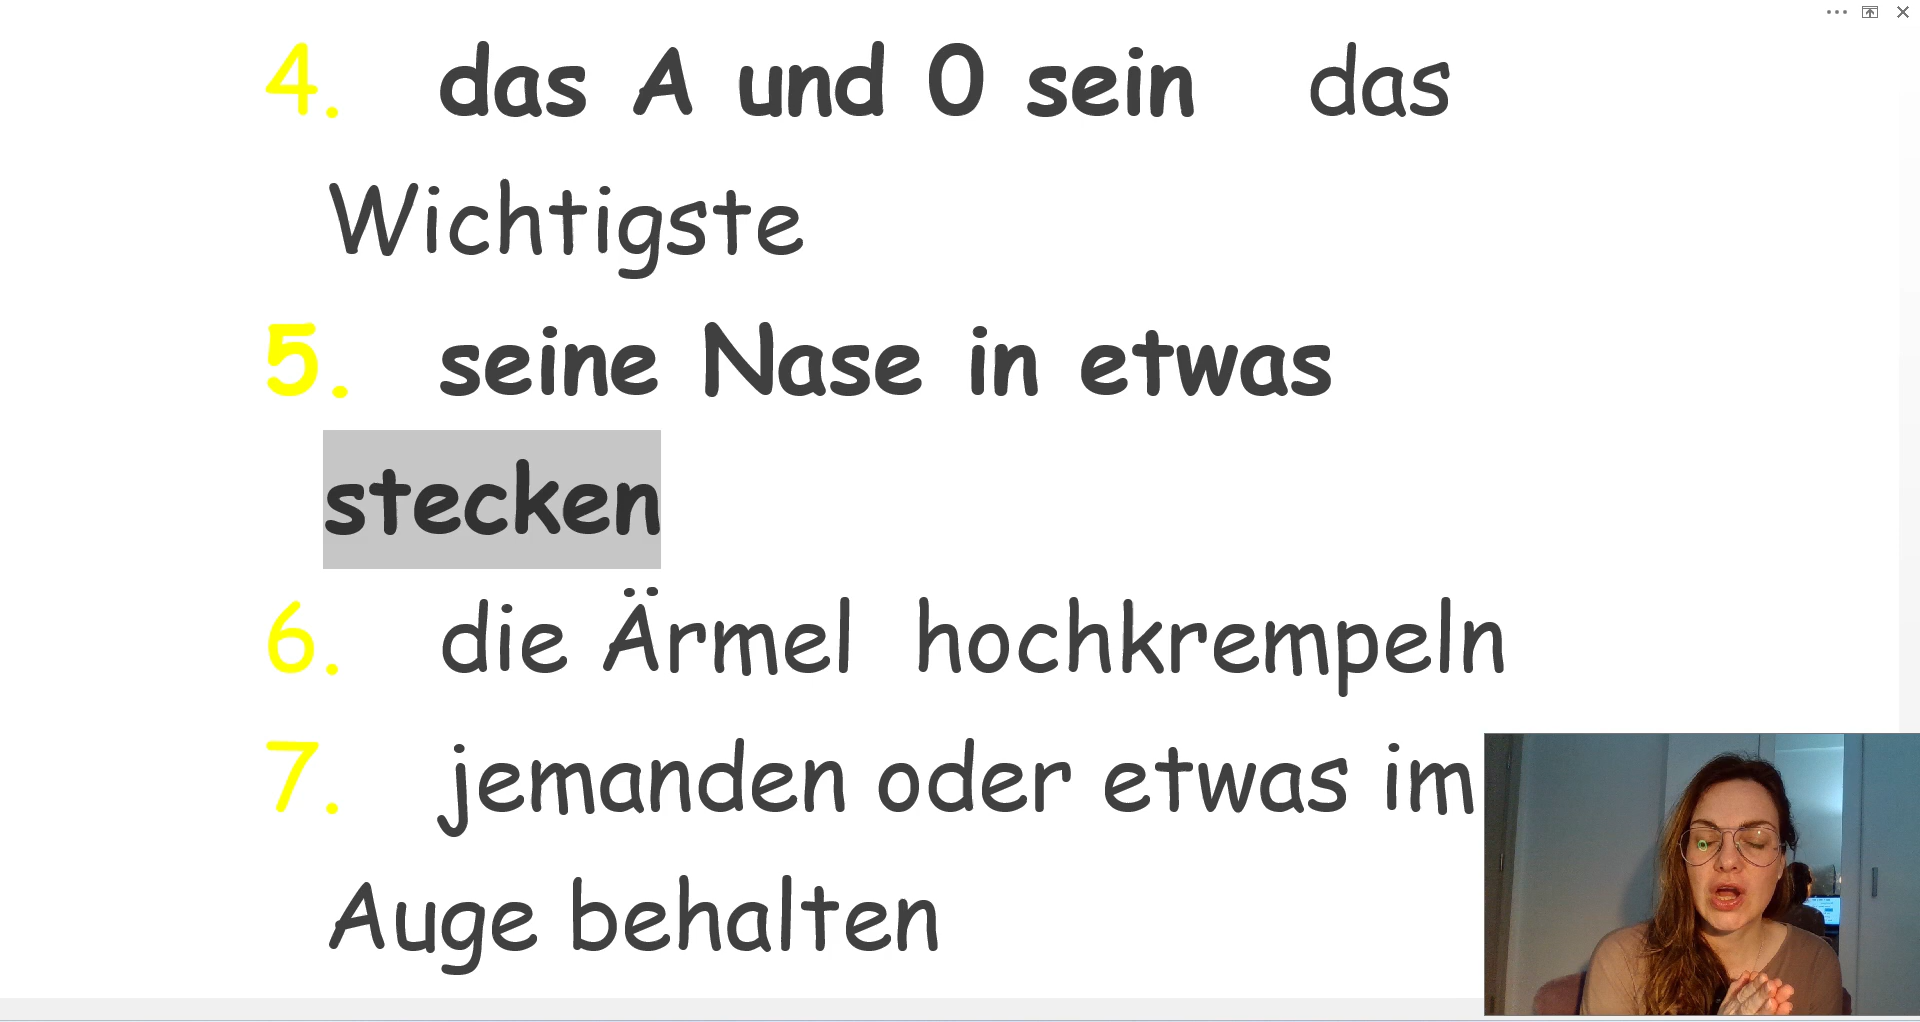 4. das A und O sein das
Wichtigste
5. seine Nase in etwas
stecken
6. die Ärmel hochkrempeln
7. jemanden oder etwas im
Auge behalten